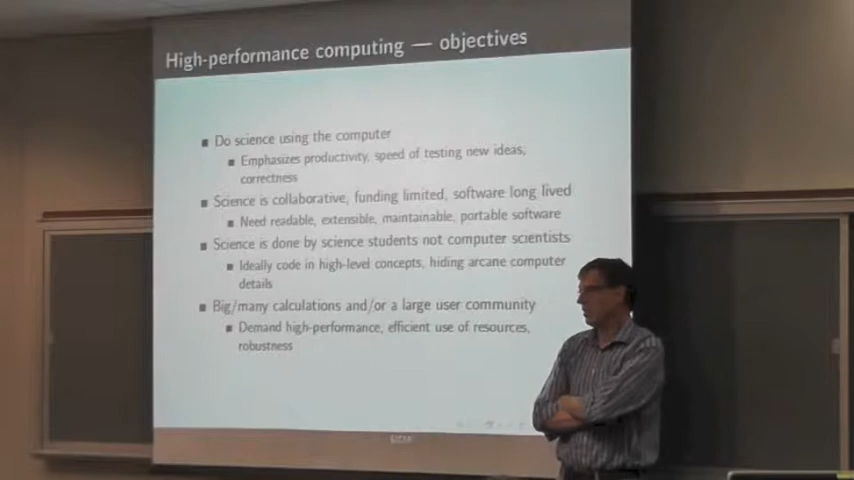 High-performance computing — objectives
Do science using the computer
Emphasizes productivity, speed of testing new ideas,
correctness
Science is collaborative, funding limited, software long lived
Need readable, extensible, maintainable, portable software
Science is done by science students not computer scientists
Ideally code in high-level concepts, hiding arcane computer
details
Big/many calculations and/or a large user community
Demand high-performance, efficient use of resources,
robustness